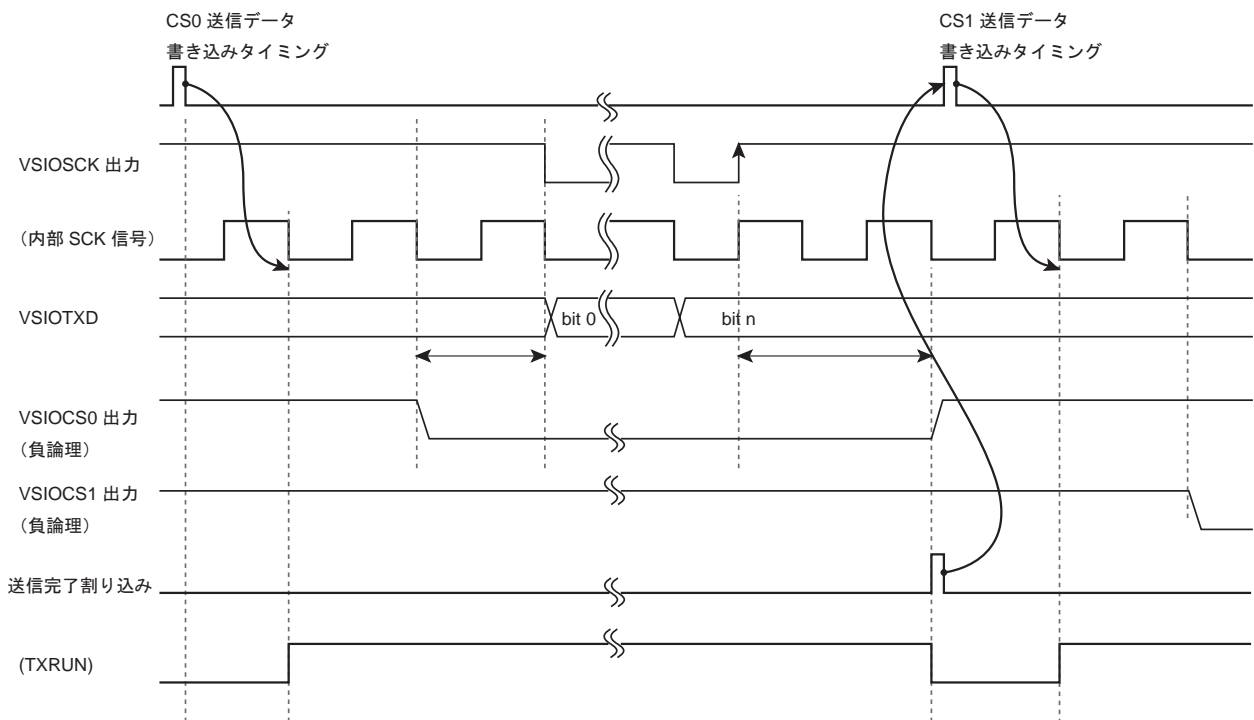 CS0 送信データ
書き込みタイミング
CS1 送信データ
書き込みタイミング
VSIOSCK 出力
（内部 SCK 信号）
VSIOTXD
bit 0
bit n
VSIOCS0 出力
（負論理）
VSIOCS1 出力
（負論理）
送信完了割り込み
(TXRUN)